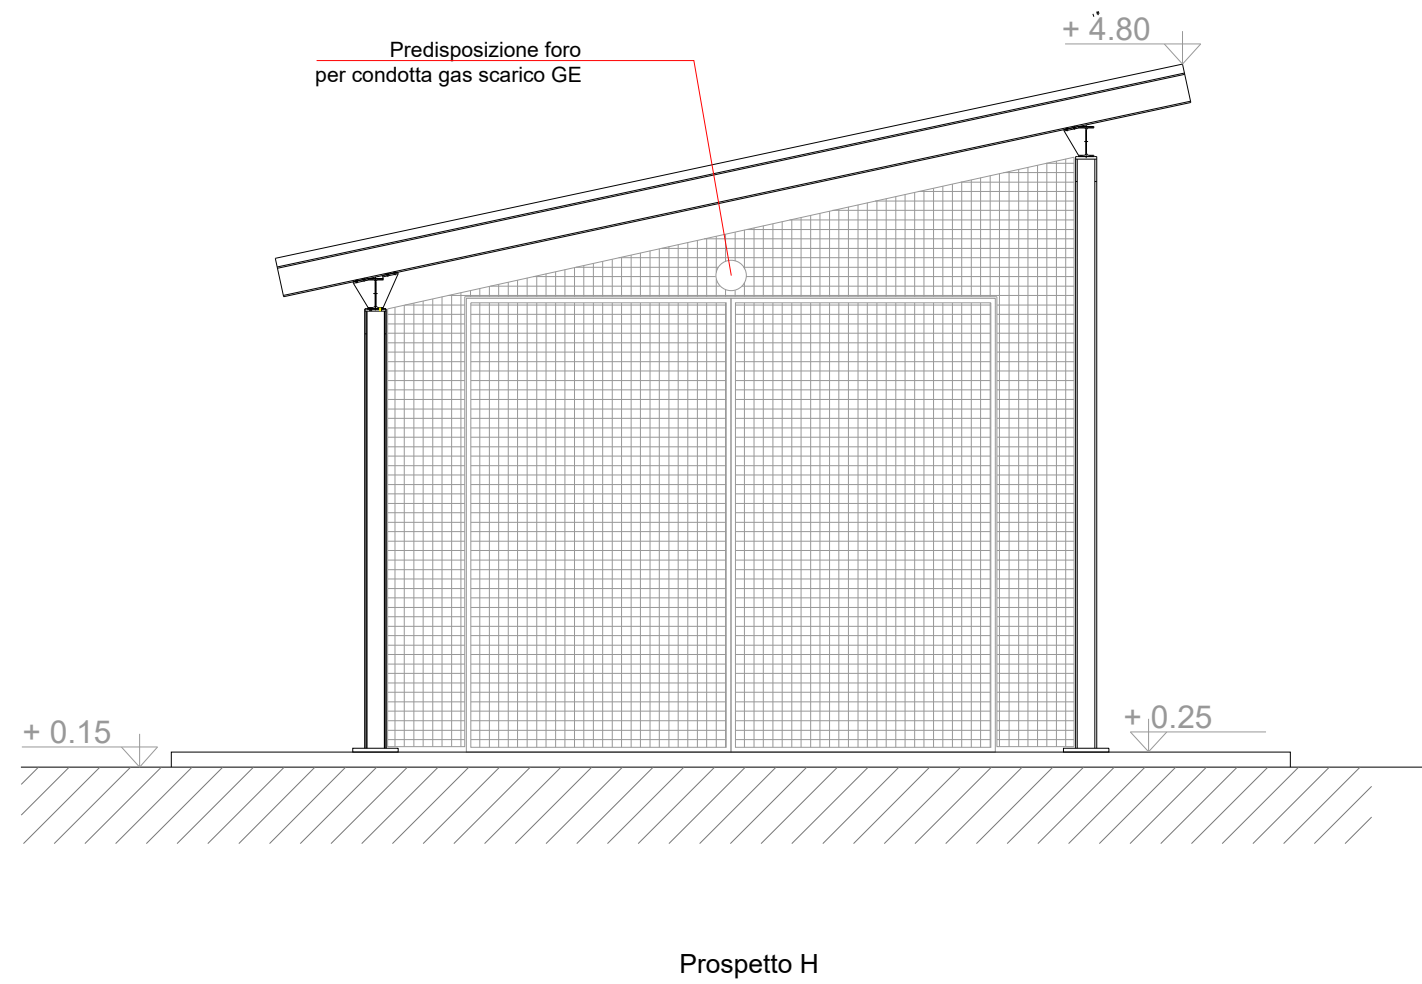 + 4.80
Predisposizione foro
per condotta gas scarico GE
+ 0.25
+ 0.15
Prospetto H